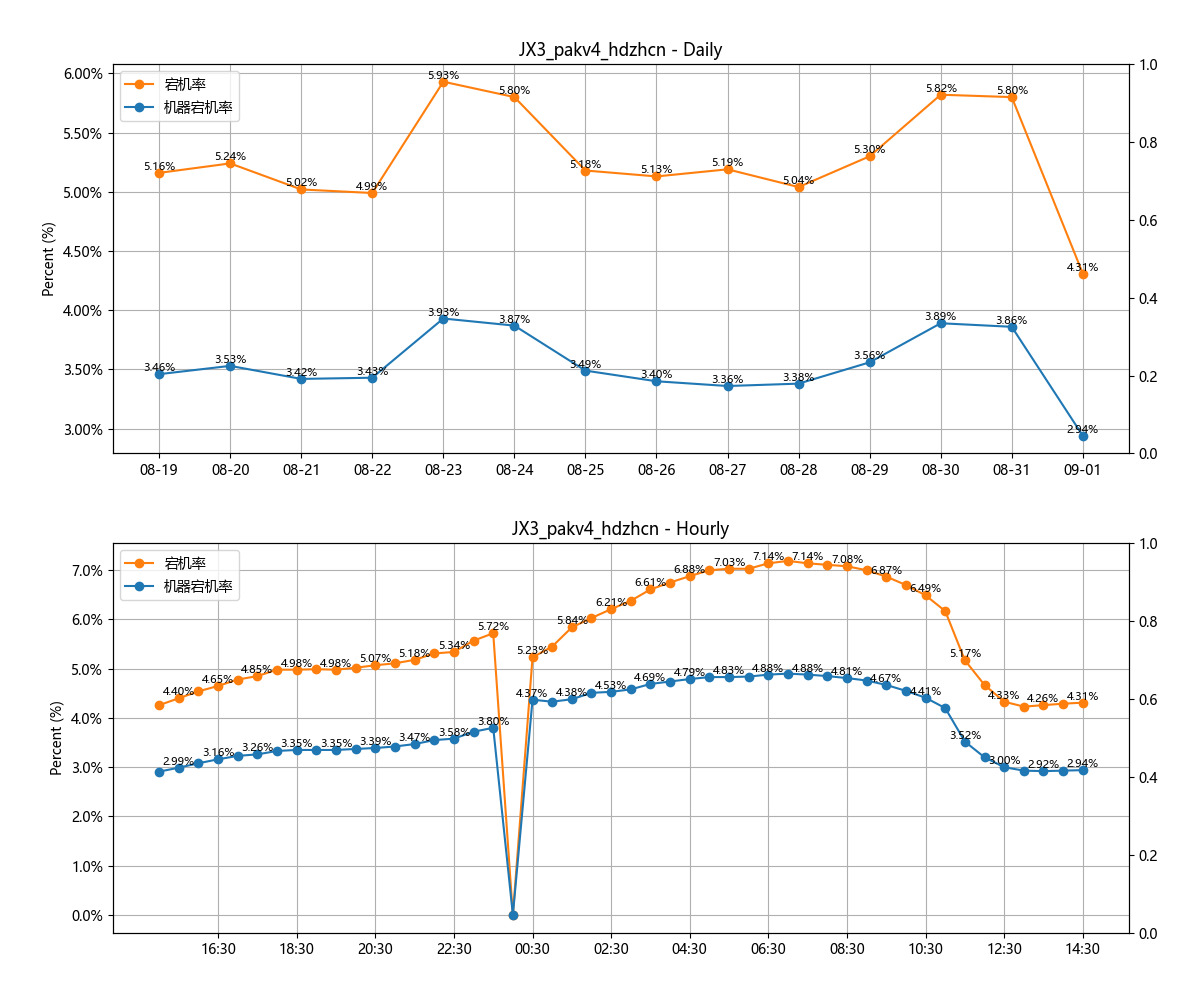 JX3_pakv4_hdzhcn - Daily
宕机率
机器宕机率
Percent (%)
6.00%
5.50%
5.00%
4.50%
4.00%
3.50%
3.00%
1.0
0.8
0.6
0.4
0.2
0.0
5.16% 5.24% 5.02% 4.99% 5.93% 5.80% 5.18% 5.13% 5.19% 5.04% 5.30% 5.82% 5.80% 4.31%
3.46% 3.53% 3.42% 3.43% 3.93% 3.87% 3.49% 3.40% 3.36% 3.38% 3.56% 3.89% 3.86% 2.94%
08-19 08-20 08-21 08-22 08-23 08-24 08-25 08-26 08-27 08-28 08-29 08-30 08-31 09-01
JX3_pakv4_hdzhcn - Hourly
宕机率
机器宕机率
Percent (%)
7.0%
6.0%
5.0%
4.0%
3.0%
2.0%
1.0%
0.0%
1.0
0.8
0.6
0.4
0.2
0.0
4.40% 4.65% 4.85% 4.98% 4.98% 5.07% 5.18% 5.34% 5.72% 5.23% 5.84% 6.21% 6.61% 6.88% 7.03% 7.14% 7.14% 7.08% 6.87% 6.49% 5.17% 4.33% 4.26% 4.31%
2.99% 3.16% 3.26% 3.35% 3.35% 3.39% 3.47% 3.58% 3.80% 4.37% 4.38% 4.53% 4.69% 4.79% 4.83% 4.88% 4.88% 4.81% 4.67% 4.41% 3.52% 3.00% 2.92% 2.94%
16:30 18:30 20:30 22:30 00:30 02:30 04:30 06:30 08:30 10:30 12:30 14:30